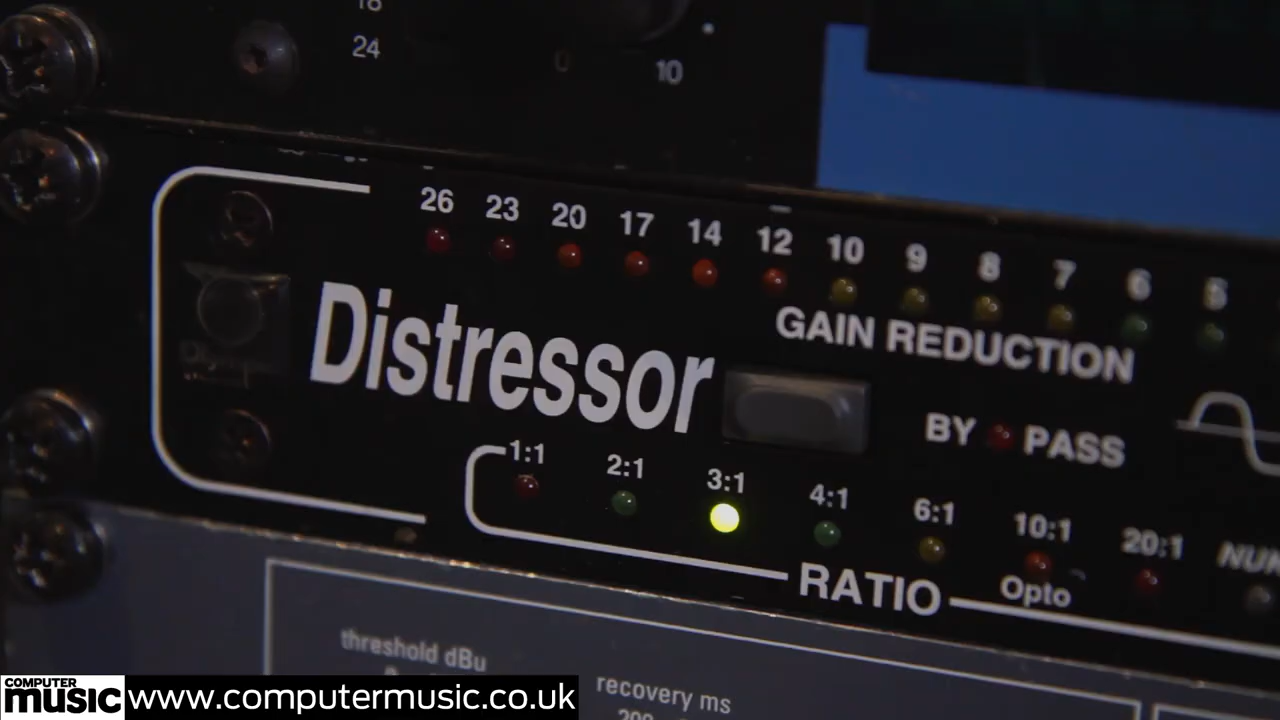 18
24
0 10
26 23 20 17 14 12 10 9 8 7 6 5
GAIN REDUCTION
Distressor
BY PASS
1:1 2:1 3:1 4:1 6:1 10:1 20:1
Opto
RATIO
threshold dBu
recovery ms
COMPUTER
music
www.computermusic.co.uk